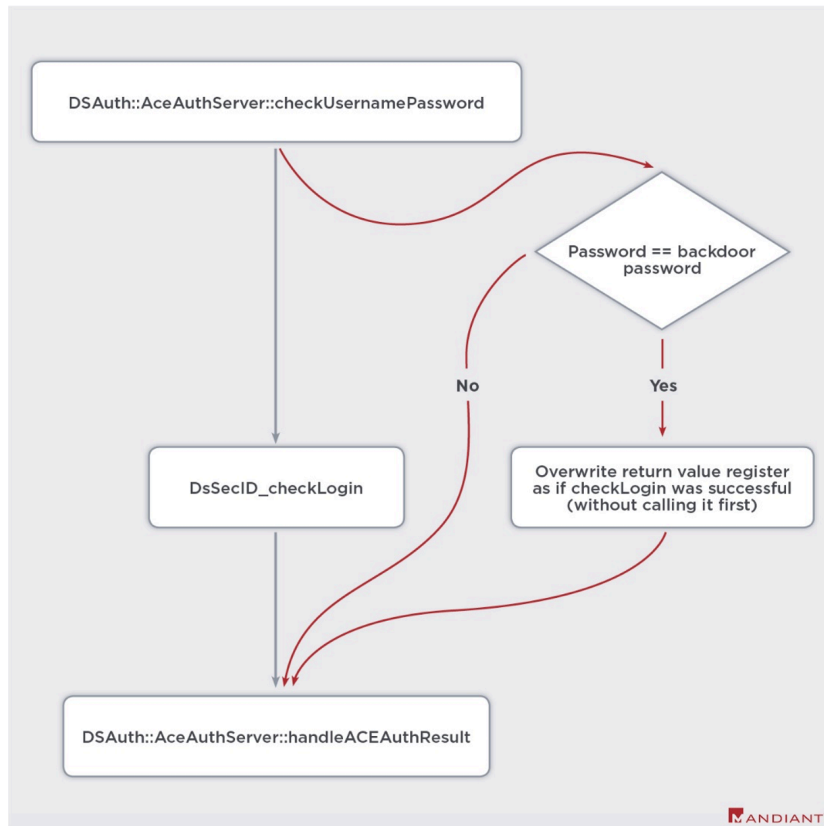 DSAuth::AceAuthServer::checkUsernamePassword
Password == backdoor
password
No
Yes
DsSecID_checkLogin
Overwrite return value register
as if checkLogin was successful
(without calling it first)
DSAuth::AceAuthServer::handleACEAuthResult
MANDIANT